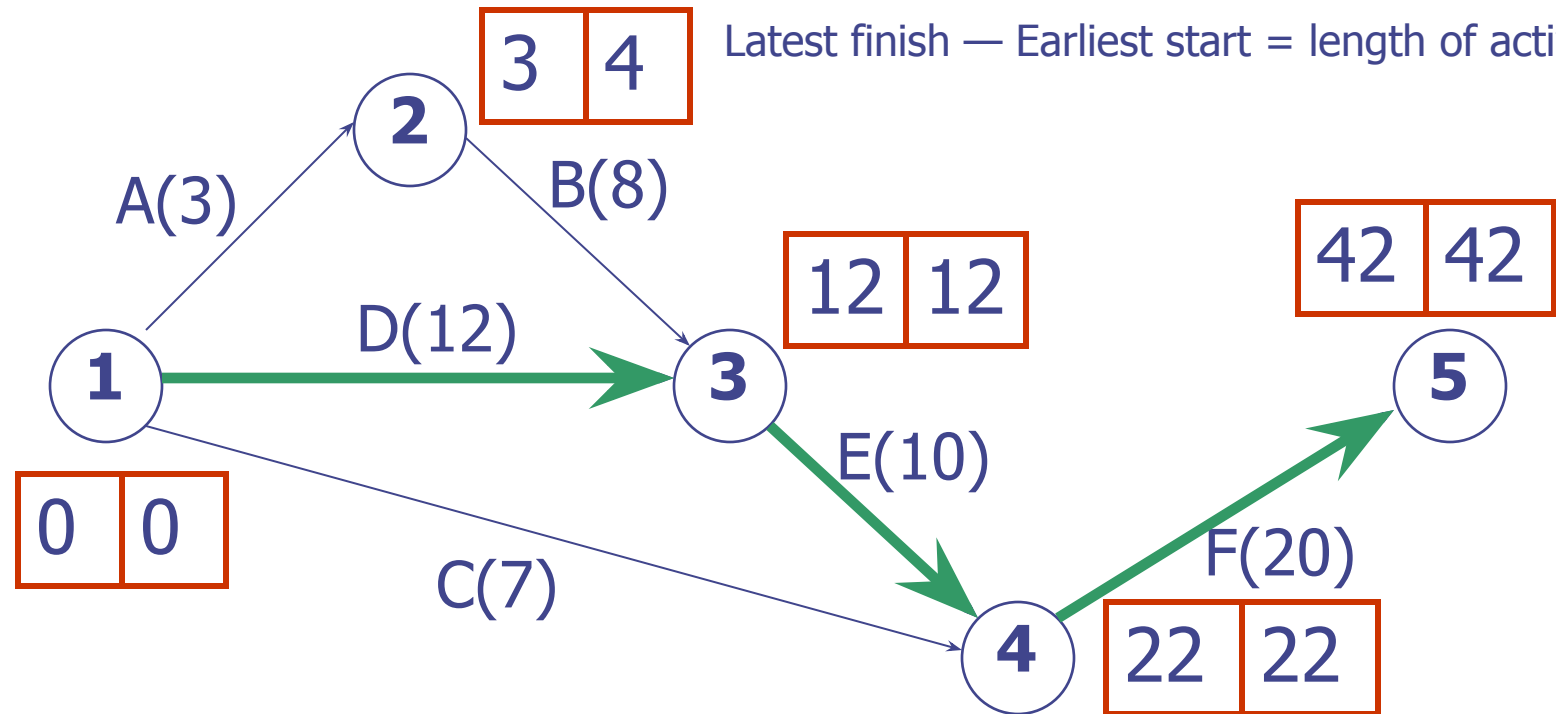 3 4
Latest finish — Earliest start = length of acti
2
A(3)
B(8)
42 42
12 12
D(12)
1
3
5
E(10)
0 0
F(20)
C(7)
4
22 22